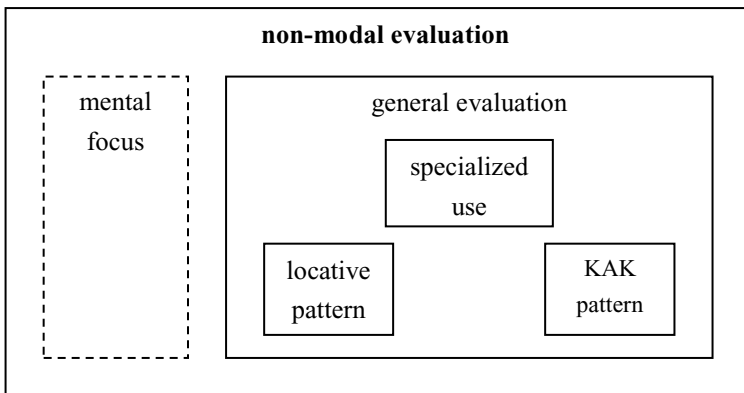 non-modal evaluation
mental
focus
general evaluation
specialized
use
locative
pattern
KAK
pattern